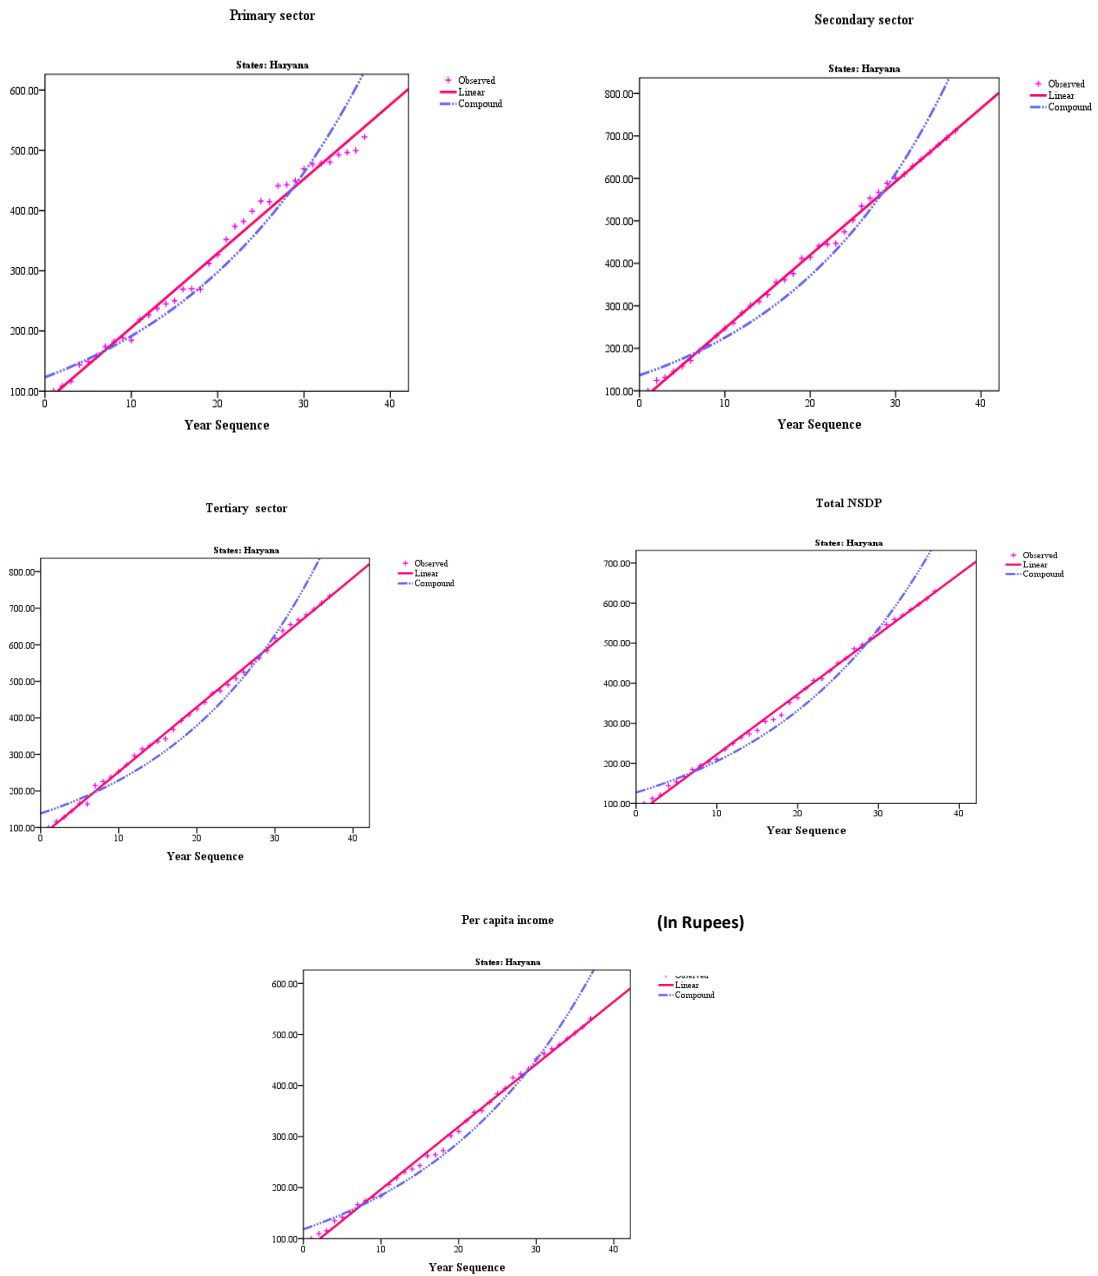 Primary sector
States: Haryana
Observed
Linear
Compound
600.00
500.00
400.00
300.00
200.00
100.00
0 10 20 30 40
Year Sequence
Secondary sector
States: Haryana
Observed
Linear
Compound
800.00
700.00
600.00
500.00
400.00
300.00
200.00
100.00
0 10 20 30 40
Year Sequence
Tertiary sector
States: Haryana
Observed
Linear
Compound
800.00
700.00
600.00
500.00
400.00
300.00
200.00
100.00
0 10 20 30 40
Year Sequence
Total NSDP
States: Haryana
Observed
Linear
Compound
700.00
600.00
500.00
400.00
300.00
200.00
100.00
0 10 20 30 40
Year Sequence
Per capita income (In Rupees)
States: Haryana
Observed
Linear
Compound
600.00
500.00
400.00
300.00
200.00
100.00
0 10 20 30 40
Year Sequence